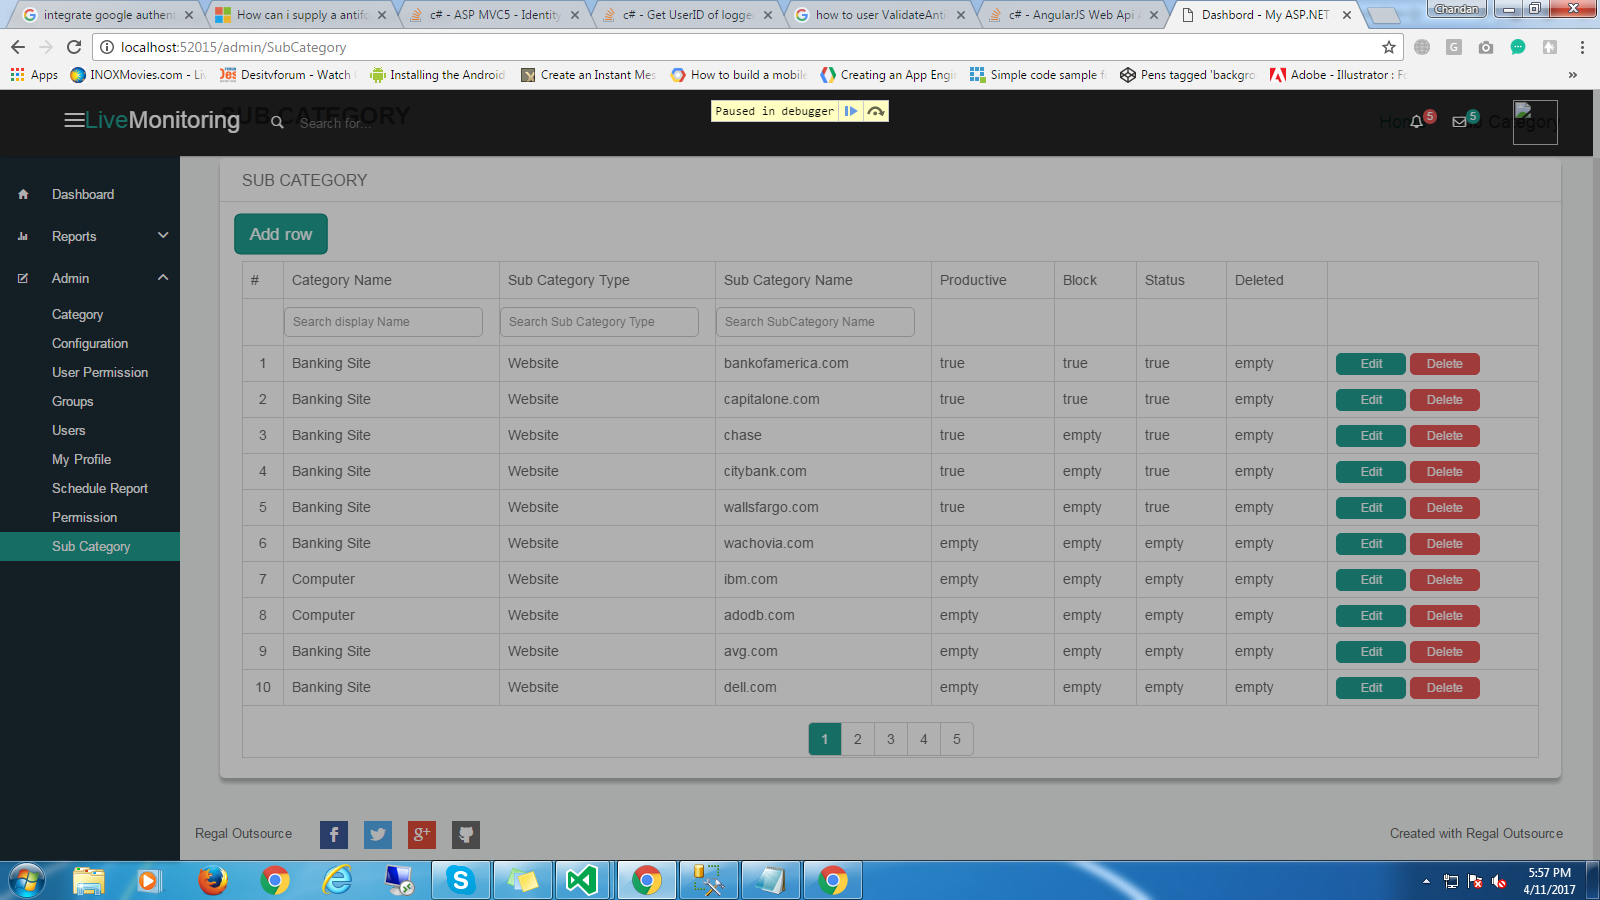 integrate google authent
How can i supply a antifo
c# - ASP MVC5 - Identity
c# - Get UserID of logge
how to user ValidateAnti
c# - AngularJS Web Api
Dashbord - My ASP.NET
Chandan
localhost:52015/admin/SubCategory
Apps
INOXMovies.com - Liv
Desitvforum - Watch
Installing the Android
Create an Instant Mes
How to build a mobile
Creating an App Engi
Simple code sample f
Pens tagged 'backgro
Adobe - Illustrator : Fo
LiveMonitoring
SUB CATEGORY
Search for...
Paused in debugger
5
5
Sub Category
Dashboard
Reports
Admin
Category
Configuration
User Permission
Groups
Users
My Profile
Schedule Report
Permission
Sub Category
SUB CATEGORY
Add row
# Category Name Sub Category Type Sub Category Name Productive Block Status Deleted
Search display Name Search Sub Category Type Search SubCategory Name
1 Banking Site Website bankofamerica.com true true true empty Edit Delete
2 Banking Site Website capitalone.com true true true empty Edit Delete
3 Banking Site Website chase true empty true empty Edit Delete
4 Banking Site Website citybank.com true empty true empty Edit Delete
5 Banking Site Website wallsfargo.com true empty true empty Edit Delete
6 Banking Site Website wachovia.com empty empty empty empty Edit Delete
7 Computer Website ibm.com empty empty empty empty Edit Delete
8 Computer Website adodb.com empty empty empty empty Edit Delete
9 Banking Site Website avg.com empty empty empty empty Edit Delete
10 Banking Site Website dell.com empty empty empty empty Edit Delete
1 2 3 4 5
Regal Outsource
Created with Regal Outsource
5:57 PM
4/11/2017